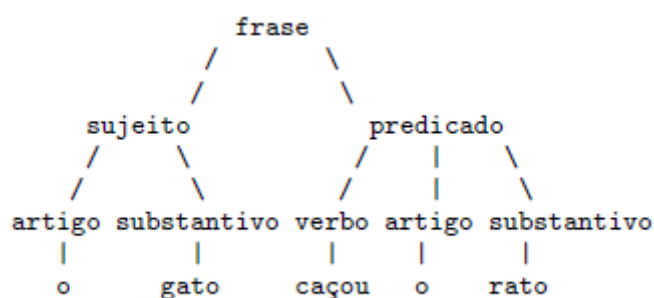 frase
sujeito predicado
artigo substantivo verbo artigo substantivo
o gato caçou o rato